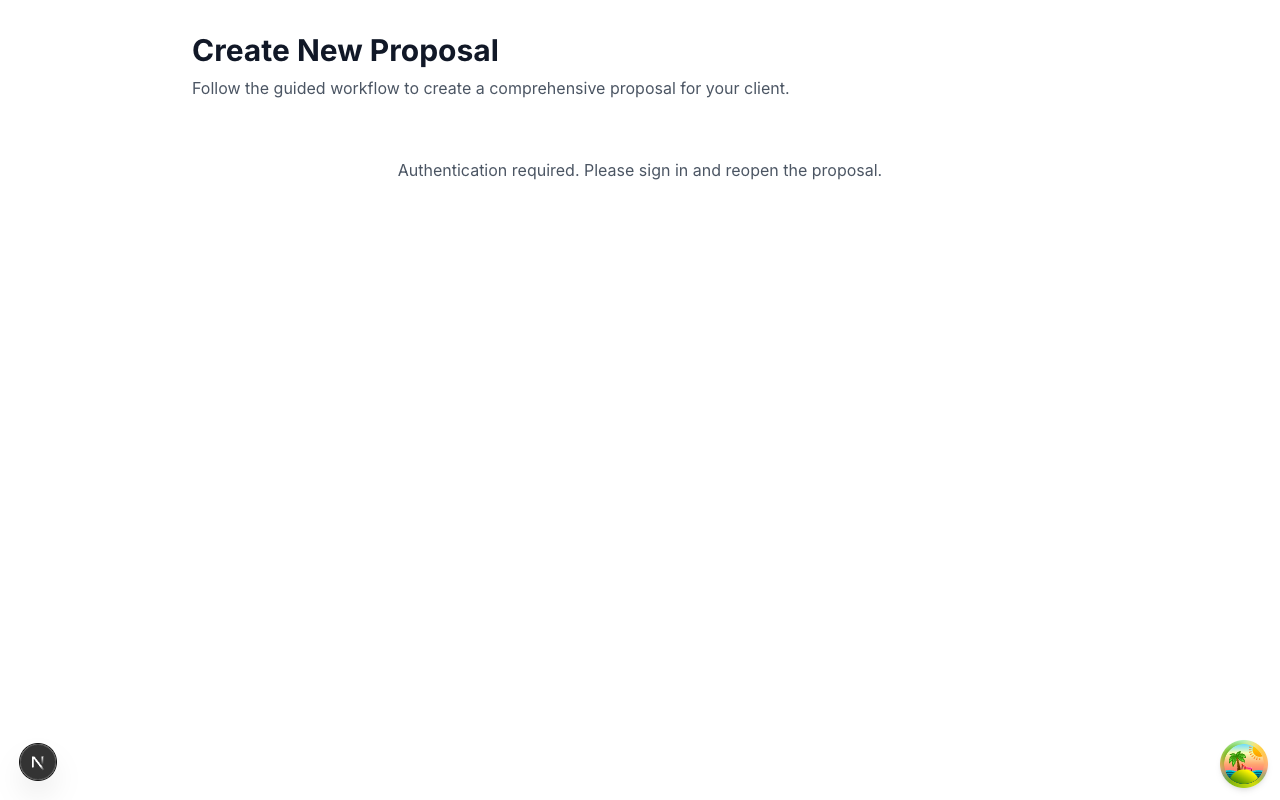 Create New Proposal
Follow the guided workflow to create a comprehensive proposal for your client.
Authentication required. Please sign in and reopen the proposal.
N